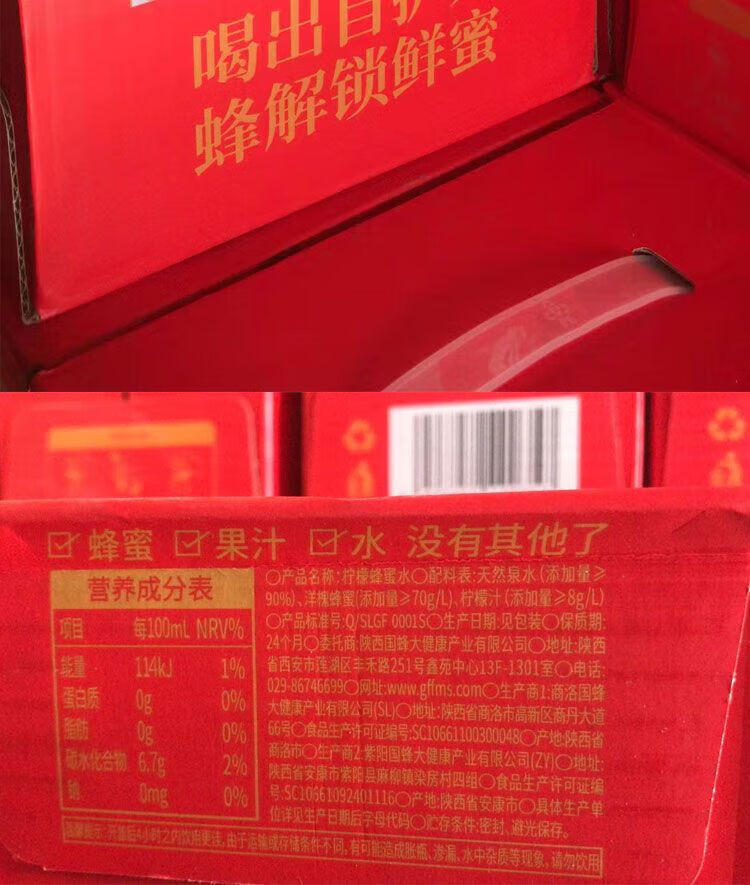 喝出自护
蜂解锁鲜蜜
蜂蜜 果汁 水 没有其他了
营养成分表
项目 每100mL NRV%
能量 114kJ 1%
蛋白质 0g 0%
脂肪 0g 0%
碳水化合物 6.7g 2%
钠 0mg 0%
○产品名称:柠檬蜂蜜水○配料表:天然泉水(添加量≥
90%)、洋槐蜂蜜(添加量≥70g/L)、柠檬汁(添加量≥8g/L)
○产品标准号:Q/SLGF 0001S○生产日期:见包装○保质期:
24个月○委托商:陕西国蜂大健康产业有限公司○地址:陕西
省西安市莲湖区丰禾路251号鑫苑中心13F-1301室○电话:
029-86746699○网址:www.gffms.com○生产商1:商洛国蜂
大健康产业有限公司(SL)○地址:陕西省商洛市高新区商丹大道
66号○食品生产许可证编号:SC10661100300048○产地:陕西省
商洛市○生产商2:紫阳国蜂大健康产业有限公司(ZY)○地址:
陕西省安康市紫阳县麻柳镇染房村四组○食品生产许可证编
号:SC10661092401116○产地:陕西省安康市○具体生产单
位详见生产日期后字母代码○贮存条件:密封、避光保存。
温馨提示:开盖后4小时之内饮用更佳,由于运输或存储条件不同,有可能造成胀瓶、渗漏、水中杂质等现象,请勿饮用